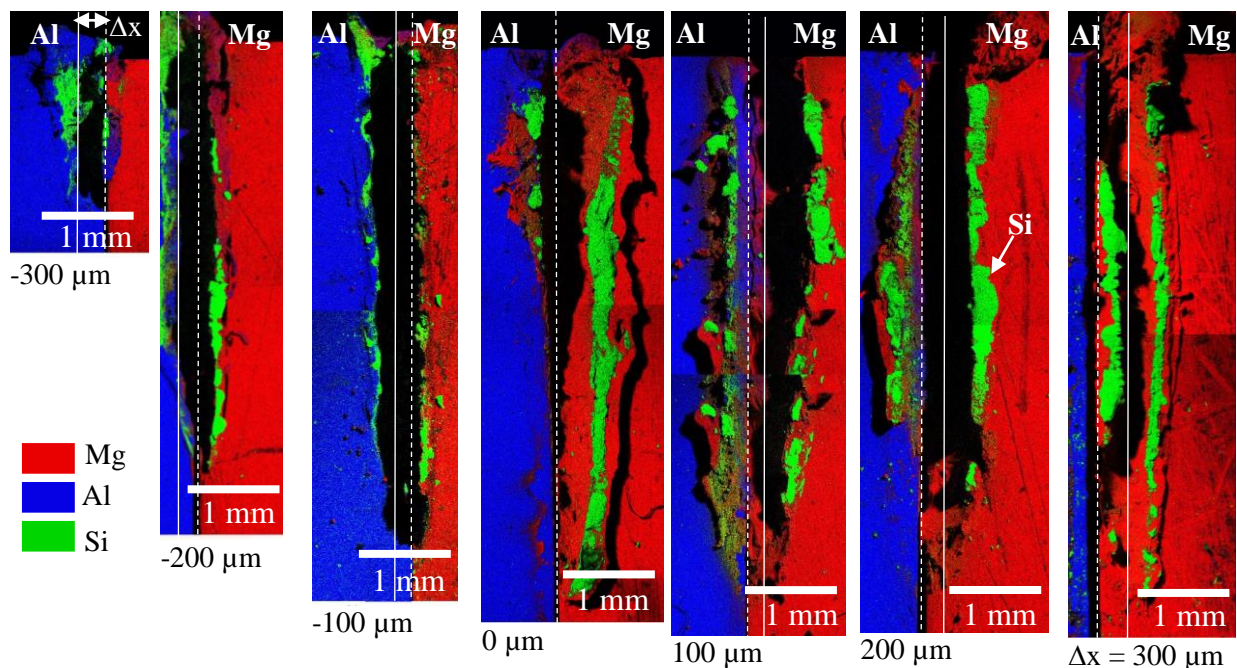 Al Δx Mg
Al Mg
Al Mg
Al Mg
Al Mg
Al Mg
Si
1 mm
-300 µm
Mg
Al
Si
1 mm
-200 µm
1 mm
-100 µm
1 mm
0 µm
1 mm
100 µm
1 mm
200 µm
1 mm
Δx = 300 µm